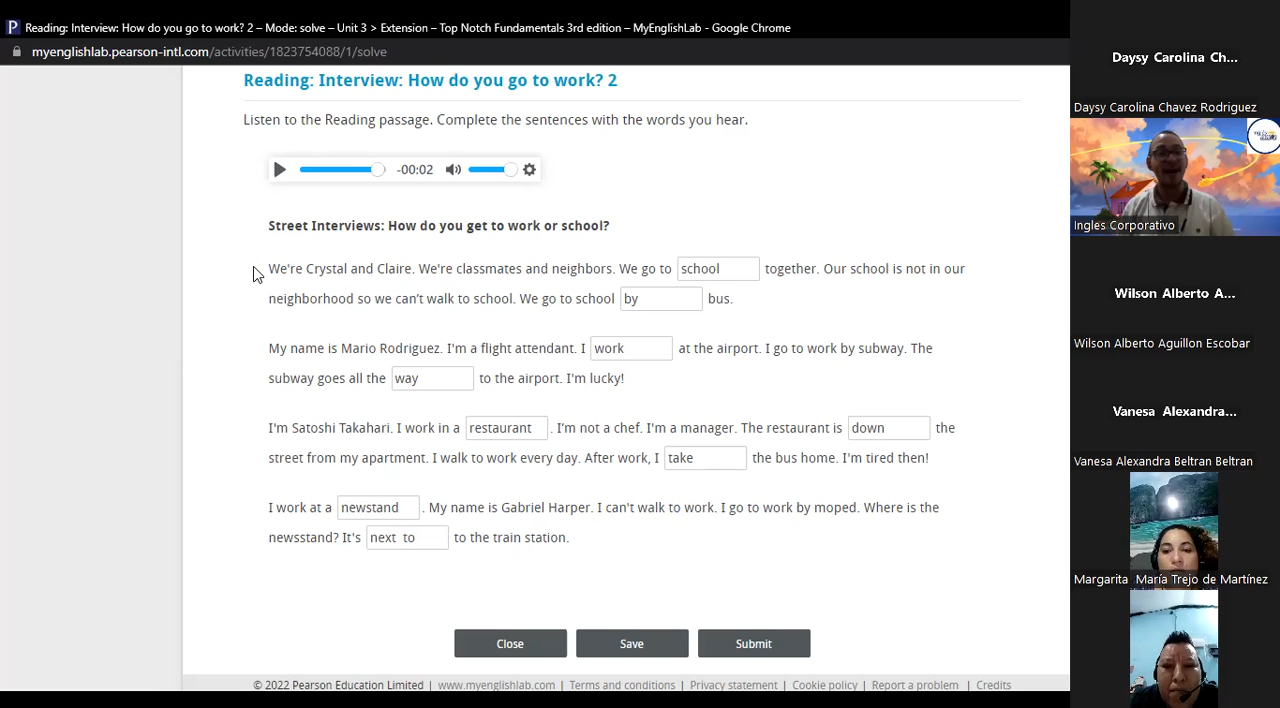 Reading: Interview: How do you go to work? 2 – Mode: solve – Unit 3 > Extension – Top Notch Fundamentals 3rd edition – MyEnglishLab - Google Chrome
myenglishlab.pearson-intl.com/activities/1823754088/1/solve
Reading: Interview: How do you go to work? 2
Listen to the Reading passage. Complete the sentences with the words you hear.
-00:02
Street Interviews: How do you get to work or school?
We're Crystal and Claire. We're classmates and neighbors. We go to school together. Our school is not in our
neighborhood so we can't walk to school. We go to school by bus.
My name is Mario Rodriguez. I'm a flight attendant. I work at the airport. I go to work by subway. The
subway goes all the way to the airport. I'm lucky!
I'm Satoshi Takahari. I work in a restaurant . I'm not a chef. I'm a manager. The restaurant is down the
street from my apartment. I walk to work every day. After work, I take the bus home. I'm tired then!
I work at a newstand . My name is Gabriel Harper. I can't walk to work. I go to work by moped. Where is the
newsstand? It's next to to the train station.
Close Save Submit
© 2022 Pearson Education Limited | www.myenglishlab.com | Terms and conditions | Privacy statement | Cookie policy | Report a problem | Credits
Daysy Carolina Ch...
Daysy Carolina Chavez Rodriguez
Ingles Corporativo
Wilson Alberto A...
Wilson Alberto Aguillon Escobar
Vanesa Alexandra...
Vanesa Alexandra Beltran Beltran
Margarita María Trejo de Martínez